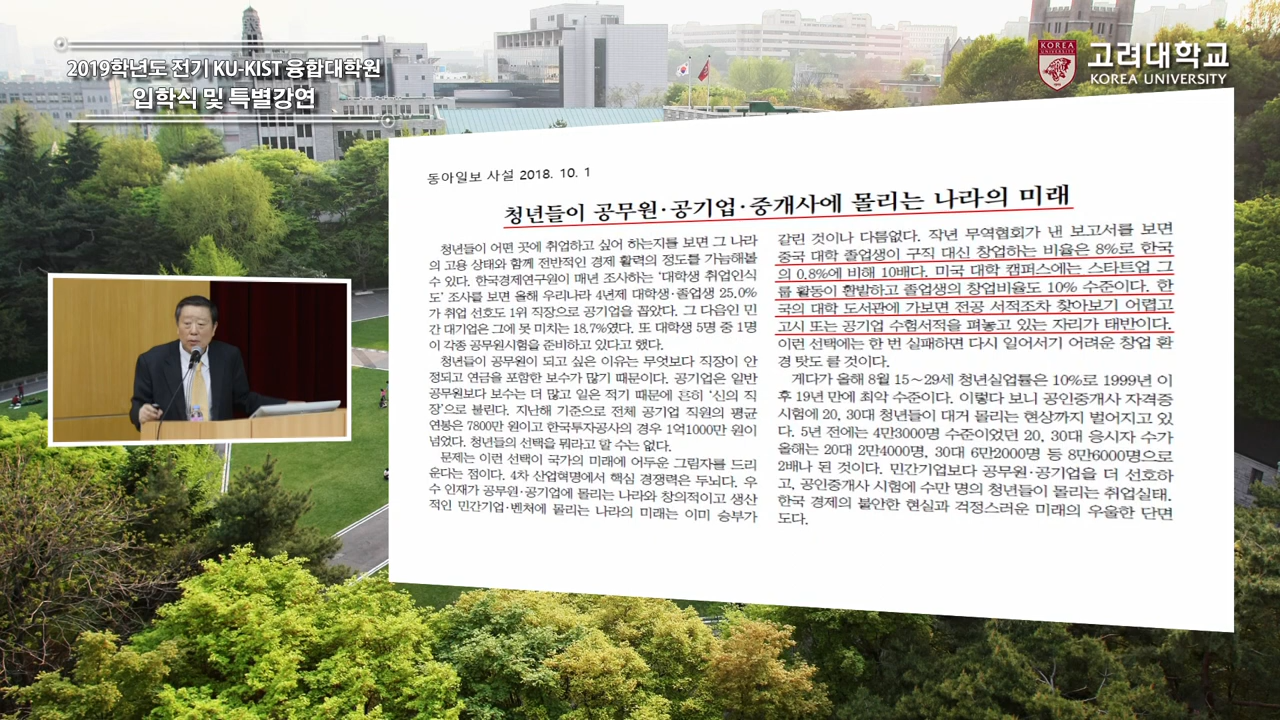 2019학년도 전기 KU-KIST 융합대학원
입학식 및 특별강연
KOREA
UNIVERSITY
고려대학교
KOREA UNIVERSITY
동아일보 사설 2018. 10. 1
청년들이 공무원·공기업·중개사에 몰리는 나라의 미래
청년들이 어떤 곳에 취업하고 싶어 하는지를 보면 그 나라
의 고용 상태와 함께 전반적인 경제 활력의 정도를 가늠해볼
수 있다. 한국경제연구원이 매년 조사하는 '대학생 취업인식
도' 조사를 보면 올해 우리나라 4년제 대학생·졸업생 25.0%
가 취업 선호도 1위 직장으로 공기업을 꼽았다. 그 다음인 민
간 대기업은 그에 못 미치는 18.7%였다. 또 대학생 5명 중 1명
이 각종 공무원시험을 준비하고 있다고 했다.
청년들이 공무원이 되고 싶은 이유는 무엇보다 직장이 안
정되고 연금을 포함한 보수가 많기 때문이다. 공기업은 일반
공무원보다 보수는 더 많고 일은 적기 때문에 흔히 '신의 직
장'으로 불린다. 지난해 기준으로 전체 공기업 직원의 평균
연봉은 7800만 원이고 한국투자공사의 경우 1억1000만 원이
넘었다. 청년들의 선택을 뭐라고 할 수는 없다.
문제는 이런 선택이 국가의 미래에 어두운 그림자를 드리
운다는 점이다. 4차 산업혁명에서 핵심 경쟁력은 두뇌다. 우
수 인재가 공무원·공기업에 몰리는 나라와 창의적이고 생산
적인 민간기업·벤처에 몰리는 나라의 미래는 이미 승부가
갈린 것이나 다름없다. 작년 무역협회가 낸 보고서를 보면
중국 대학 졸업생이 구직 대신 창업하는 비율은 8%로 한국
의 0.8%에 비해 10배다. 미국 대학 캠퍼스에는 스타트업 그
룹 활동이 활발하고 졸업생의 창업비율도 10% 수준이다. 한
국의 대학 도서관에 가보면 전공 서적조차 찾아보기 어렵고
고시 또는 공기업 수험서적을 펴놓고 있는 자리가 태반이다.
이런 선택에는 한 번 실패하면 다시 일어서기 어려운 창업 환
경 탓도 클 것이다.
게다가 올해 8월 15~29세 청년실업률은 10%로 1999년 이
후 19년 만에 최악 수준이다. 이렇다 보니 공인중개사 자격증
시험에 20, 30대 청년들이 대거 몰리는 현상까지 벌어지고 있
다. 5년 전에는 4만3000명 수준이었던 20, 30대 응시자 수가
올해는 20대 2만4000명, 30대 6만2000명 등 8만6000명으로
2배나 된 것이다. 민간기업보다 공무원·공기업을 더 선호하
고, 공인중개사 시험에 수만 명의 청년들이 몰리는 취업실태.
한국 경제의 불안한 현실과 걱정스러운 미래의 우울한 단면
도다.